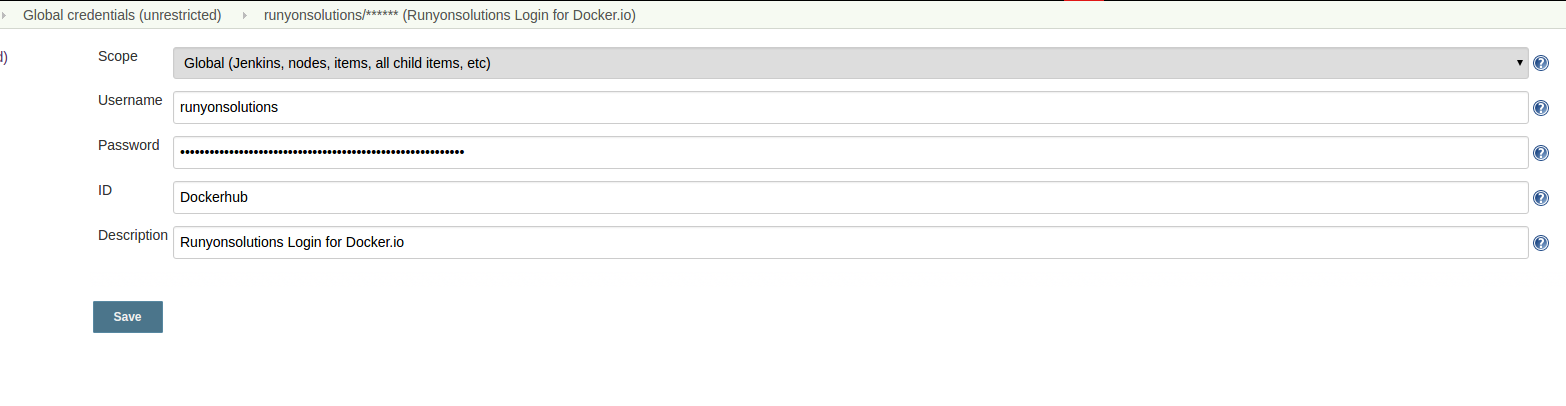 Global credentials (unrestricted) runyonsolutions/****** (Runyonsolutions Login for Docker.io)
Scope Global (Jenkins, nodes, items, all child items, etc)
Username runyonsolutions
Password ••••••••••••••••••••••••••••••••••••••••••••••••••••••••••
ID Dockerhub
Description Runyonsolutions Login for Docker.io
Save